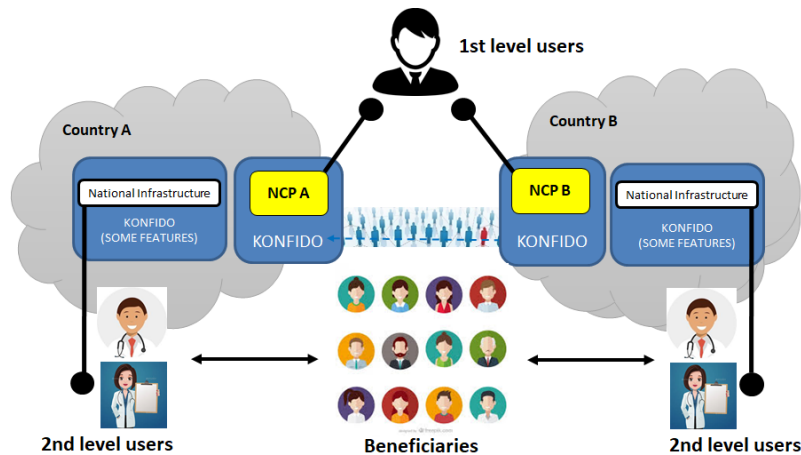 1st level users
Country A
Country B
National Infrastructure
KONFIDO
(SOME FEATURES)
NCP A
KONFIDO
NCP B
KONFIDO
National Infrastructure
KONFIDO
(SOME FEATURES)
2nd level users
Beneficiaries
2nd level users